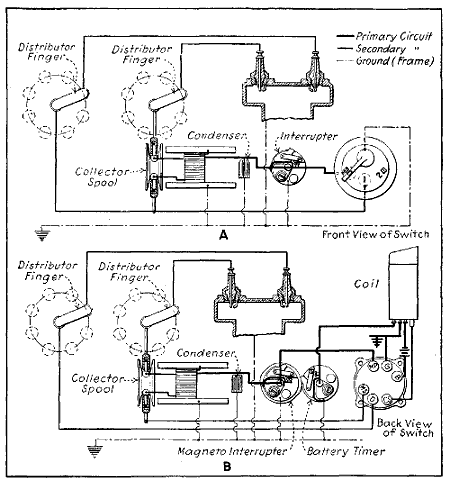 Distributor
Finger
Distributor
Finger
Primary Circuit
Secondary "
Ground (Frame)
Condenser
Interrupter
Collector
Spool
A
Front View of Switch
Distributor
Finger
Distributor
Finger
Coil
Condenser
Collector
Spool
Back View
of Switch
Magneto Interrupter
Battery Timer
B